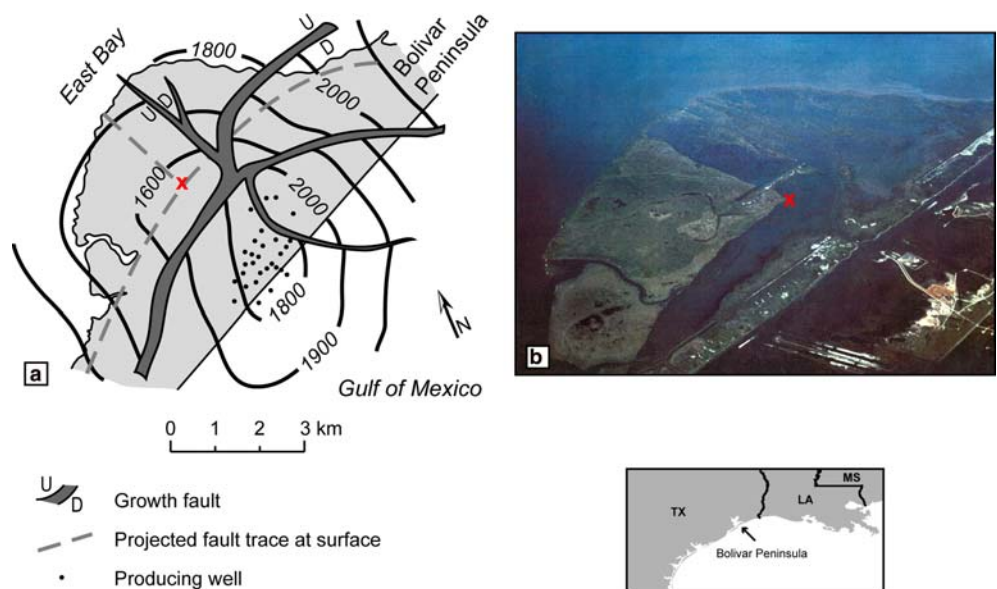 1800
U
D
East Bay
Bolivar
Peninsula
2000
U D
X
1600
2000
1800
1900
N
a
Gulf of Mexico
0 1 2 3 km
U
D
Growth fault
Projected fault trace at surface
Producing well
X
b
TX
LA
MS
Bolivar Peninsula